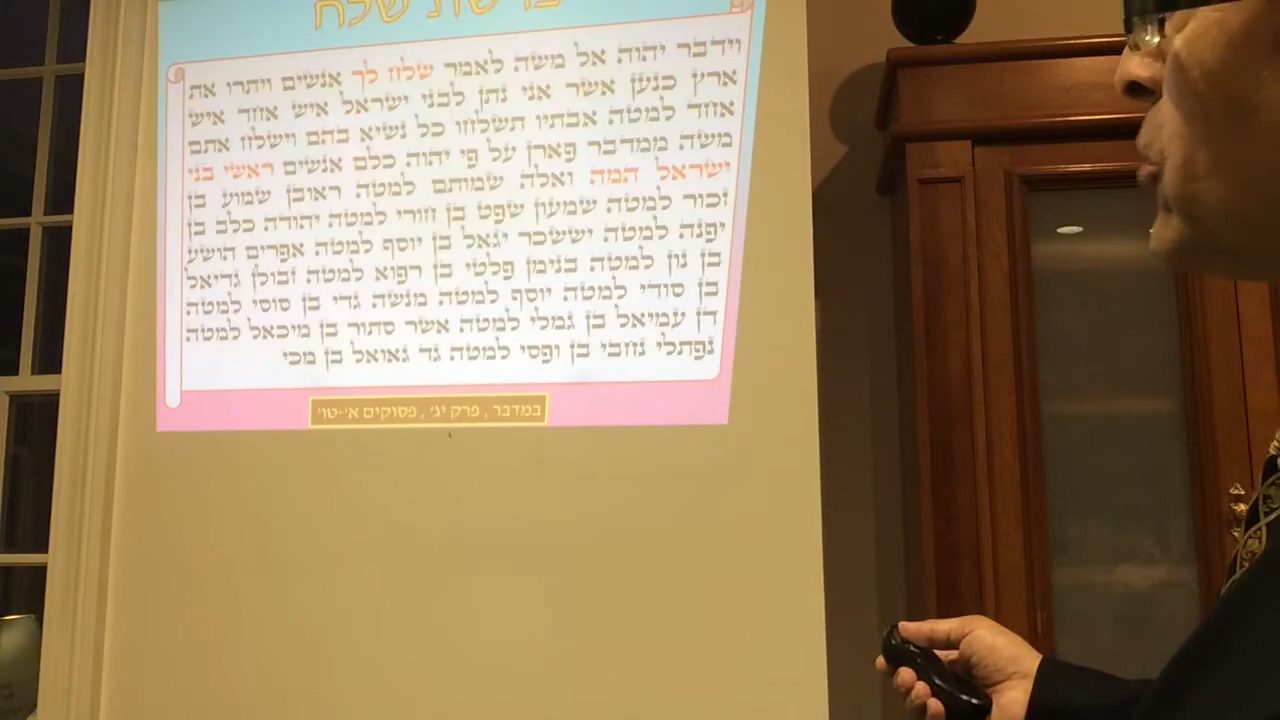 פרשת שלח
וידבר יהוה אל משה לאמר שלח לך אנשים ויתרו את
ארץ כנען אשר אני נתן לבני ישראל איש אחד איש
אחד למטה אבתיו תשלחו כל נשיא בהם וישלח אתם
משה ממדבר פארן על פי יהוה כלם אנשים ראשי בני
ישראל המה ואלה שמותם למטה ראובן שמוע בן
זכור למטה שמעון שפט בן חורי למטה יהודה כלב בן
יפנה למטה יששכר יגאל בן יוסף למטה אפרים הושע
בן נון למטה בנימן פלטי בן רפוא למטה זבולן גדיאל
בן סודי למטה יוסף למטה מנשה גדי בן סוסי למטה
דן עמיאל בן גמלי למטה אשר סתור בן מיכאל למטה
נפתלי נחבי בן ופסי למטה גד גאואל בן מכי
במדבר , פרק יג' , פסוקים א'-טו'